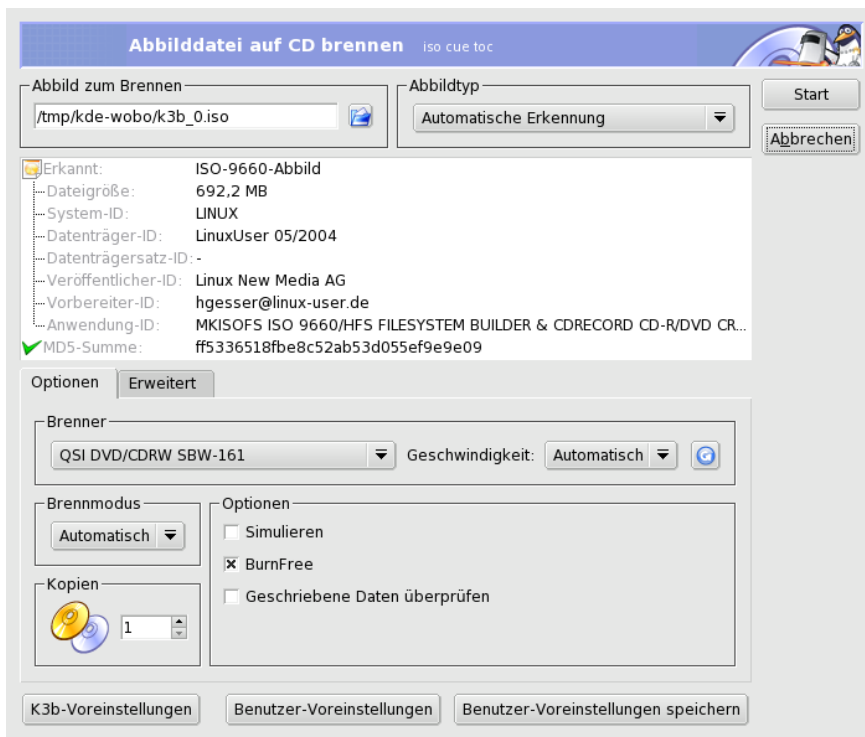 Abbilddatei auf CD brennen iso cue toc
Abbild zum Brennen
/tmp/kde-wobo/k3b_0.iso
Abbildtyp
Automatische Erkennung
Start
Abbrechen
Erkannt: ISO-9660-Abbild
Dateigröße: 692,2 MB
System-ID: LINUX
Datenträger-ID: LinuxUser 05/2004
Datenträgersatz-ID: -
Veröffentlicher-ID: Linux New Media AG
Vorbereiter-ID: hgesser@linux-user.de
Anwendung-ID: MKISOFS ISO 9660/HFS FILESYSTEM BUILDER & CDRECORD CD-R/DVD CR...
MD5-Summe: ff5336518fbe8c52ab53d055ef9e9e09
Optionen Erweitert
Brenner
QSI DVD/CDRW SBW-161 Geschwindigkeit: Automatisch
Brennmodus
Automatisch
Kopien
1
Optionen
Simulieren
BurnFree
Geschriebene Daten überprüfen
K3b-Voreinstellungen Benutzer-Voreinstellungen Benutzer-Voreinstellungen speichern